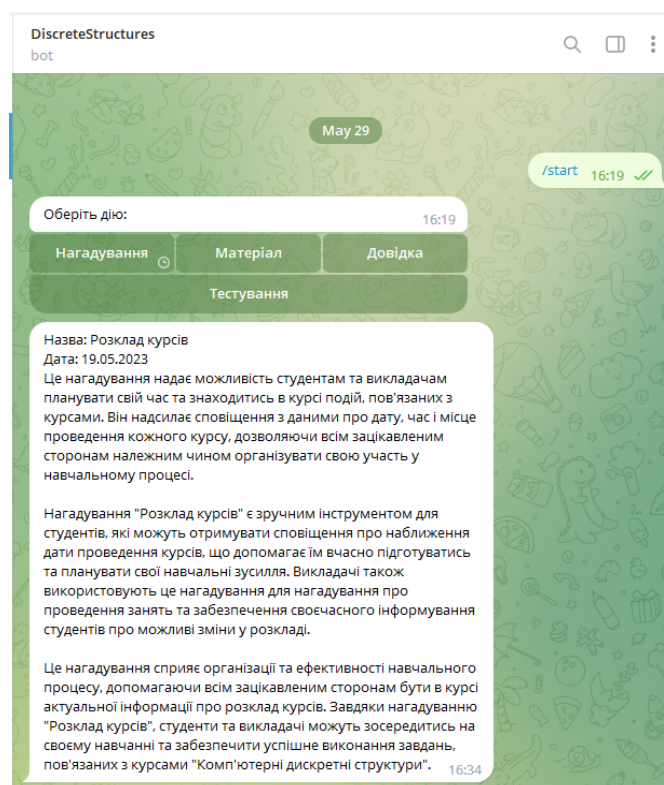 DiscreteStructures
bot
May 29
/start 16:19
Оберіть дію:
16:19
Нагадування Матеріал Довідка
Тестування
Назва: Розклад курсів
Дата: 19.05.2023
Це нагадування надає можливість студентам та викладачам
планувати свій час та знаходитись в курсі подій, пов'язаних з
курсами. Він надсилає сповіщення з даними про дату, час і місце
проведення кожного курсу, дозволяючи всім зацікавленим
сторонам належним чином організувати свою участь у
навчальному процесі.
Нагадування "Розклад курсів" є зручним інструментом для
студентів, які можуть отримувати сповіщення про наближення
дати проведення курсів, що допомагає їм вчасно підготуватись
та планувати свої навчальні зусилля. Викладачі також
використовують це нагадування для нагадування про
проведення занять та забезпечення своєчасного інформування
студентів про можливі зміни у розкладі.
Це нагадування сприяє організації та ефективності навчального
процесу, допомагаючи всім зацікавленим сторонам бути в курсі
актуальної інформації про розклад курсів. Завдяки нагадуванню
"Розклад курсів", студенти та викладачі можуть зосередитись на
своєму навчанні та забезпечити успішне виконання завдань,
пов'язаних з курсами "Комп'ютерні дискретні структури". 16:34